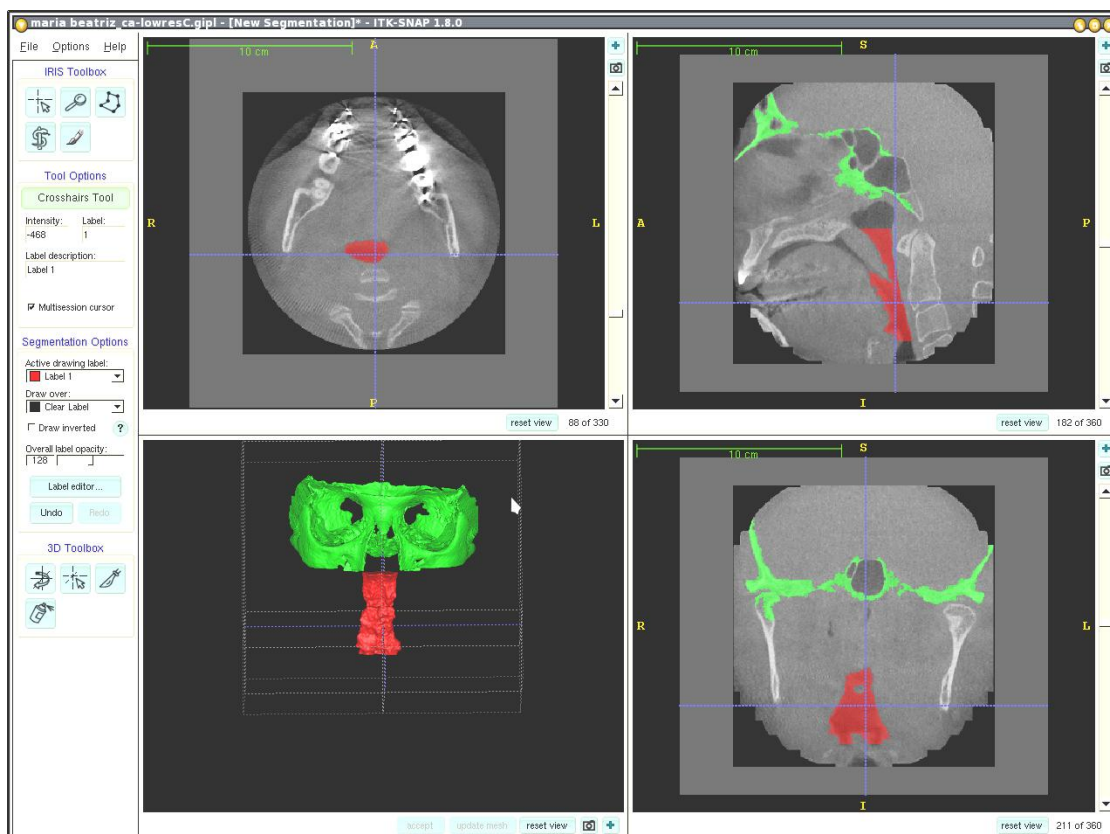 maria beatriz_ca-lowresC.gipl - [New Segmentation]* - ITK-SNAP 1.8.0
File Options Help
IRIS Toolbox
Tool Options
Crosshairs Tool
Intensity: Label:
-468 1
Label description:
Label 1
Multisession cursor
Segmentation Options
Active drawing label:
Label 1
Draw over:
Clear Label
Draw inverted ?
Overall label opacity:
128
Label editor...
Undo Redo
3D Toolbox
10 cm
A
R
L
P
reset view 88 of 330
10 cm
S
A
P
I
reset view 182 of 360
accept update mesh reset view
10 cm
S
R
L
I
reset view 211 of 360